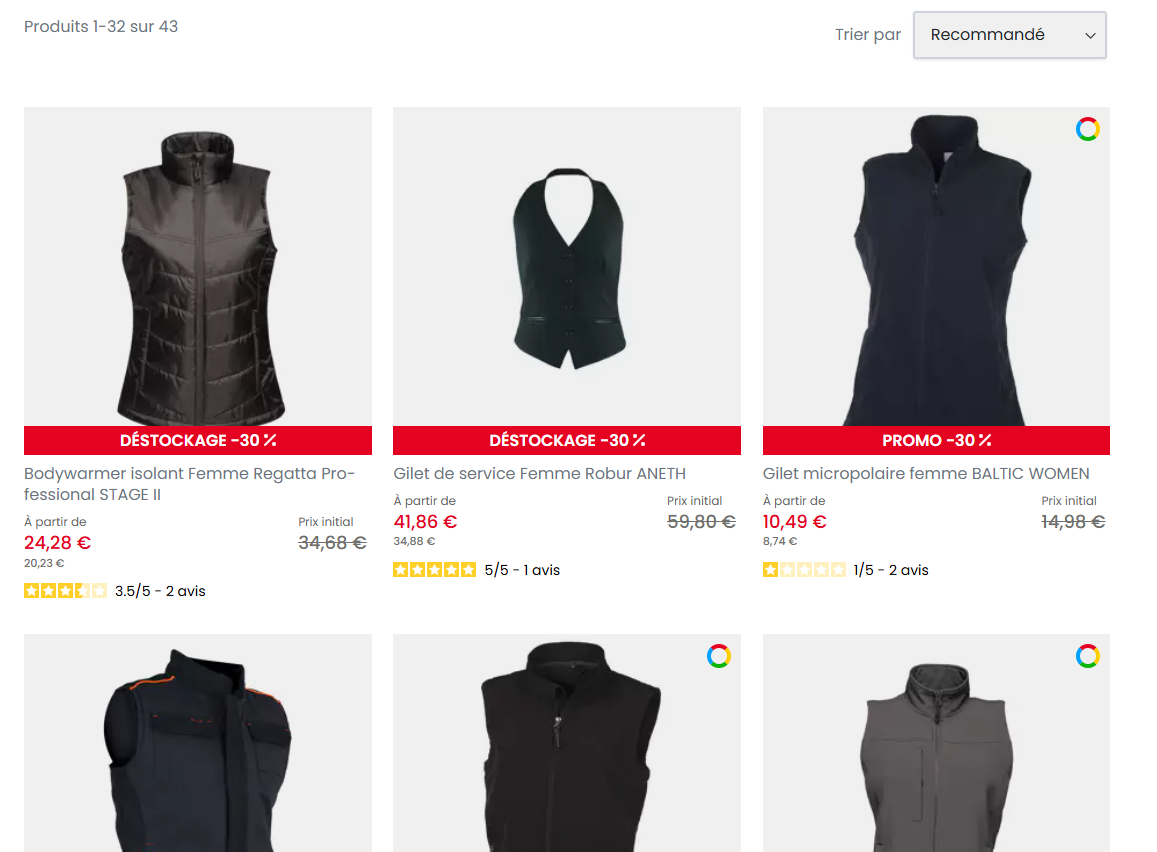 Produits 1-32 sur 43
Trier par
Recommandé
DÉSTOCKAGE -30 %
DÉSTOCKAGE -30 %
PROMO -30 %
Bodywarmer isolant Femme Regatta Pro-
fessional STAGE II
À partir de
Prix initial
24,28 €
34,68 €
20,23 €
3.5/5 - 2 avis
Gilet de service Femme Robur ANETH
À partir de
Prix initial
41,86 €
59,80 €
34,88 €
5/5 - 1 avis
Gilet micropolaire femme BALTIC WOMEN
À partir de
Prix initial
10,49 €
14,98 €
8,74 €
1/5 - 2 avis